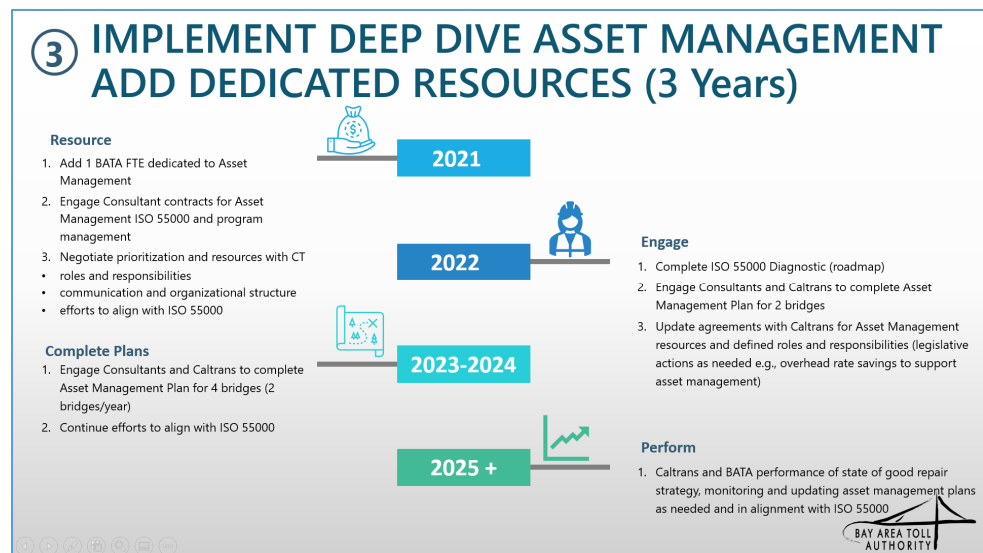 3
IMPLEMENT DEEP DIVE ASSET MANAGEMENT
ADD DEDICATED RESOURCES (3 Years)
Resource
1. Add 1 BATA FTE dedicated to Asset
Management
2. Engage Consultant contracts for Asset
Management ISO 55000 and program
management
3. Negotiate prioritization and resources with CT
• roles and responsibilities
• communication and organizational structure
• efforts to align with ISO 55000
$
2021
2022
Engage
1. Complete ISO 55000 Diagnostic (roadmap)
2. Engage Consultants and Caltrans to complete Asset
Management Plan for 2 bridges
3. Update agreements with Caltrans for Asset Management
resources and defined roles and responsibilities (legislative
actions as needed e.g., overhead rate savings to support
asset management)
Complete Plans
1. Engage Consultants and Caltrans to complete
Asset Management Plan for 4 bridges (2
bridges/year)
2. Continue efforts to align with ISO 55000
2023-2024
2025 +
Perform
1. Caltrans and BATA performance of state of good repair
strategy, monitoring and updating asset management plans
as needed and in alignment with ISO 55000
BAY AREA TOLL
AUTHORITY